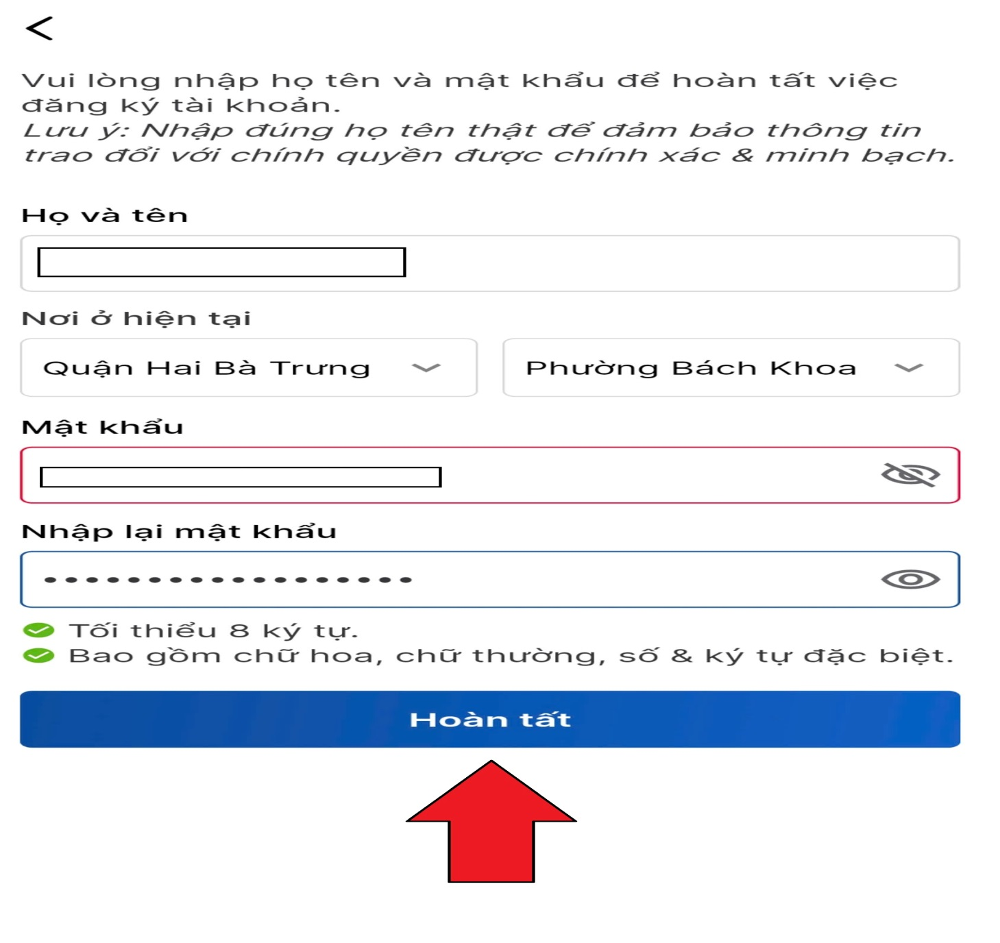 Vui lòng nhập họ tên và mật khẩu để hoàn tất việc
đăng ký tài khoản.
Lưu ý: Nhập đúng họ tên thật để đảm bảo thông tin
trao đổi với chính quyền được chính xác & minh bạch.
Họ và tên
Nơi ở hiện tại
Quận Hai Bà Trưng Phường Bách Khoa
Mật khẩu
Nhập lại mật khẩu
Tối thiểu 8 ký tự.
Bao gồm chữ hoa, chữ thường, số & ký tự đặc biệt.
Hoàn tất